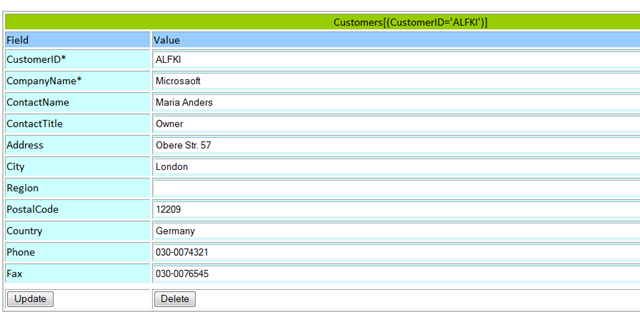 Customers[(CustomerID='ALFKI')]
Field Value
CustomerID* ALFKI
CompanyName* Microsaoft
ContactName Maria Anders
ContactTitle Owner
Address Obere Str. 57
City London
Region
PostalCode 12209
Country Germany
Phone 030-0074321
Fax 030-0076545
Update Delete